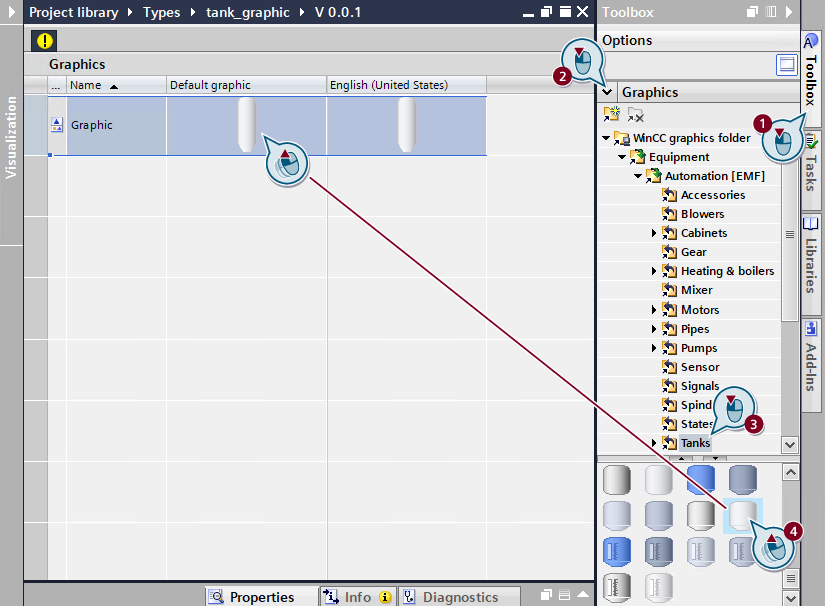 Project library ▶ Types ▶ tank_graphic ▶ V 0.0.1
Graphics
... Name Default graphic English (United States)
Graphic
Visualization
Properties
Info
Diagnostics
Toolbox
Options
2
Graphics
1
WinCC graphics folder
Equipment
Automation [EMF]
Accessories
Blowers
Cabinets
Gear
Heating & boilers
Mixer
Motors
Pipes
Pumps
Sensor
Signals
Spind
States
3
Tanks
4
Toolbox
Tasks
Libraries
Add-Ins